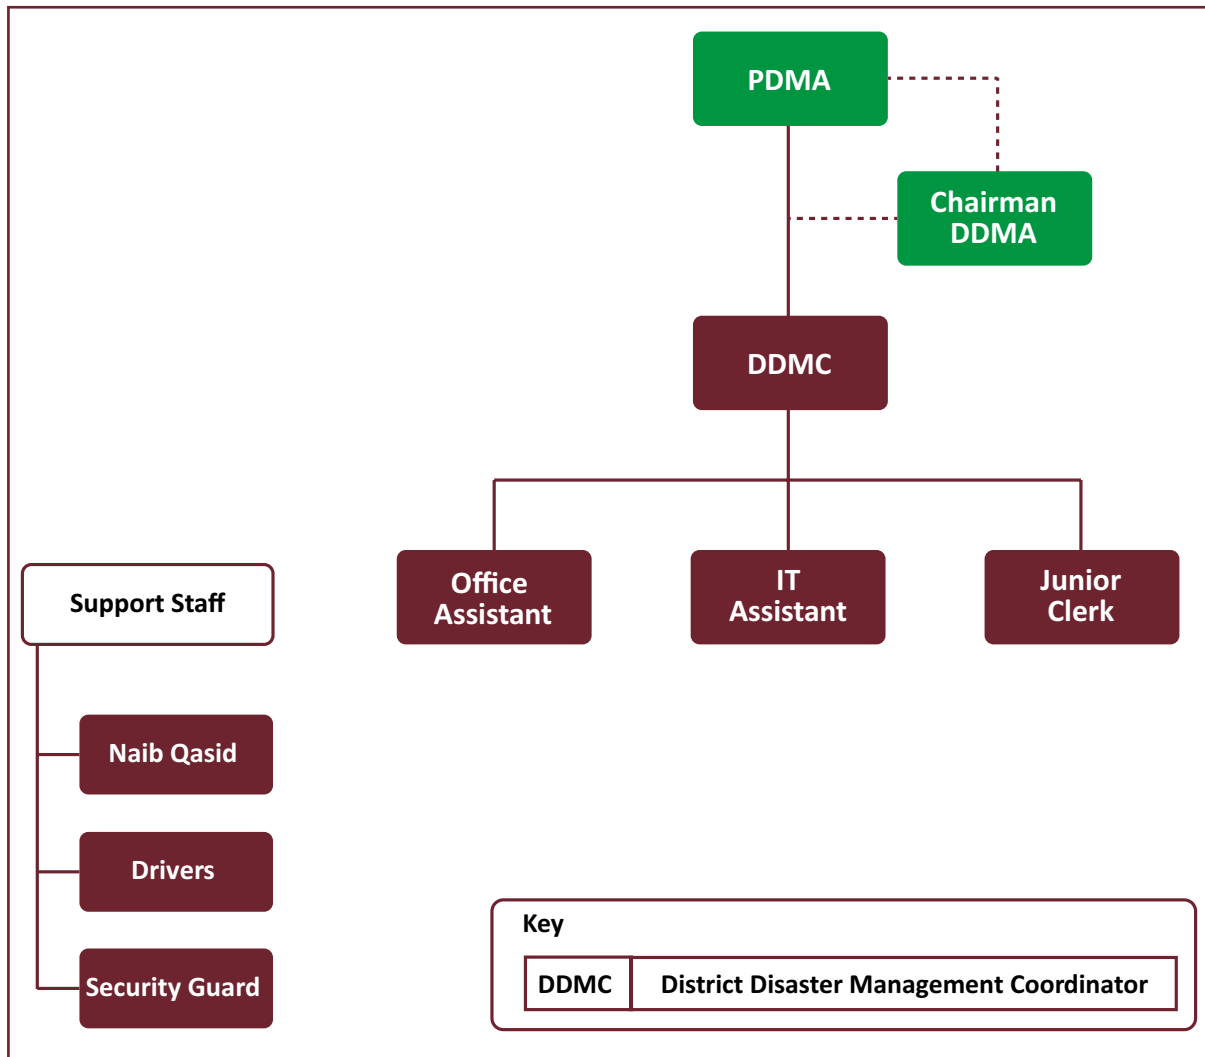 PDMA
Chairman
DDMA
DDMC
Office
Assistant
IT
Assistant
Junior
Clerk
Support Staff
Naib Qasid
Drivers
Security Guard
Key
DDMC District Disaster Management Coordinator